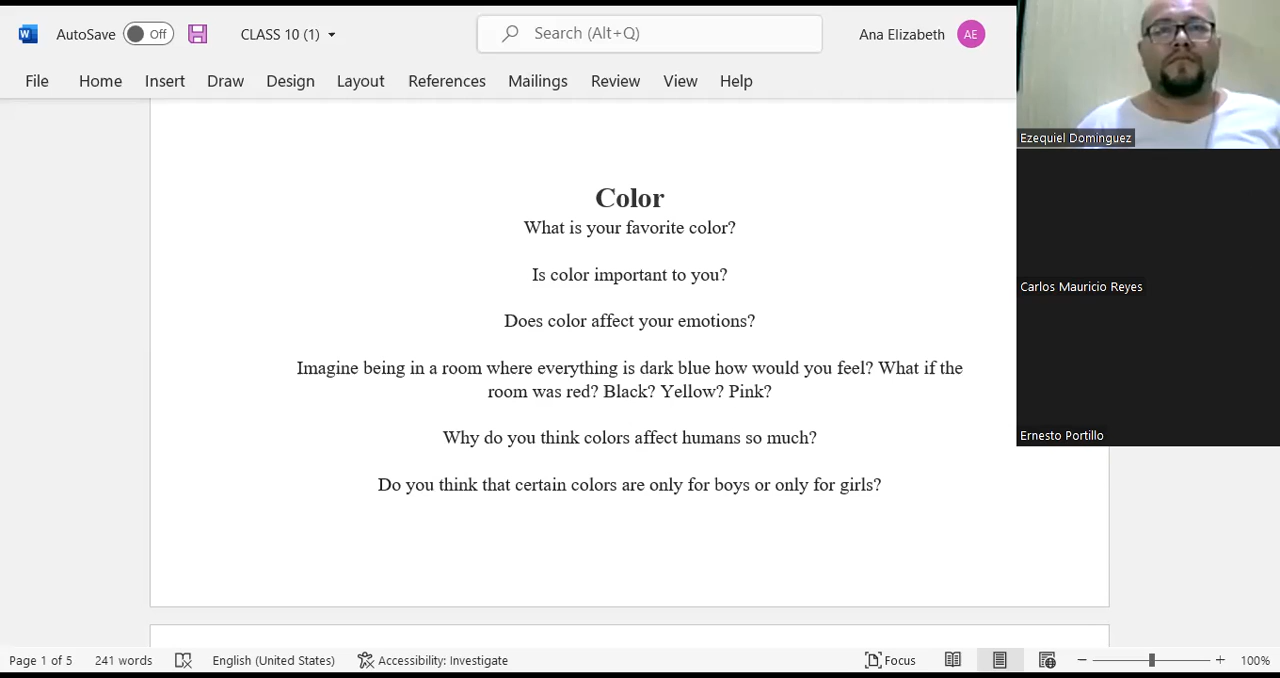 AutoSave Off CLASS 10 (1) Search (Alt+Q) Ana Elizabeth AE
File Home Insert Draw Design Layout References Mailings Review View Help
Ezequiel Dominguez
Carlos Mauricio Reyes
Ernesto Portillo
Color
What is your favorite color?
Is color important to you?
Does color affect your emotions?
Imagine being in a room where everything is dark blue how would you feel? What if the
room was red? Black? Yellow? Pink?
Why do you think colors affect humans so much?
Do you think that certain colors are only for boys or only for girls?
Page 1 of 5 241 words English (United States) Accessibility: Investigate Focus 100%